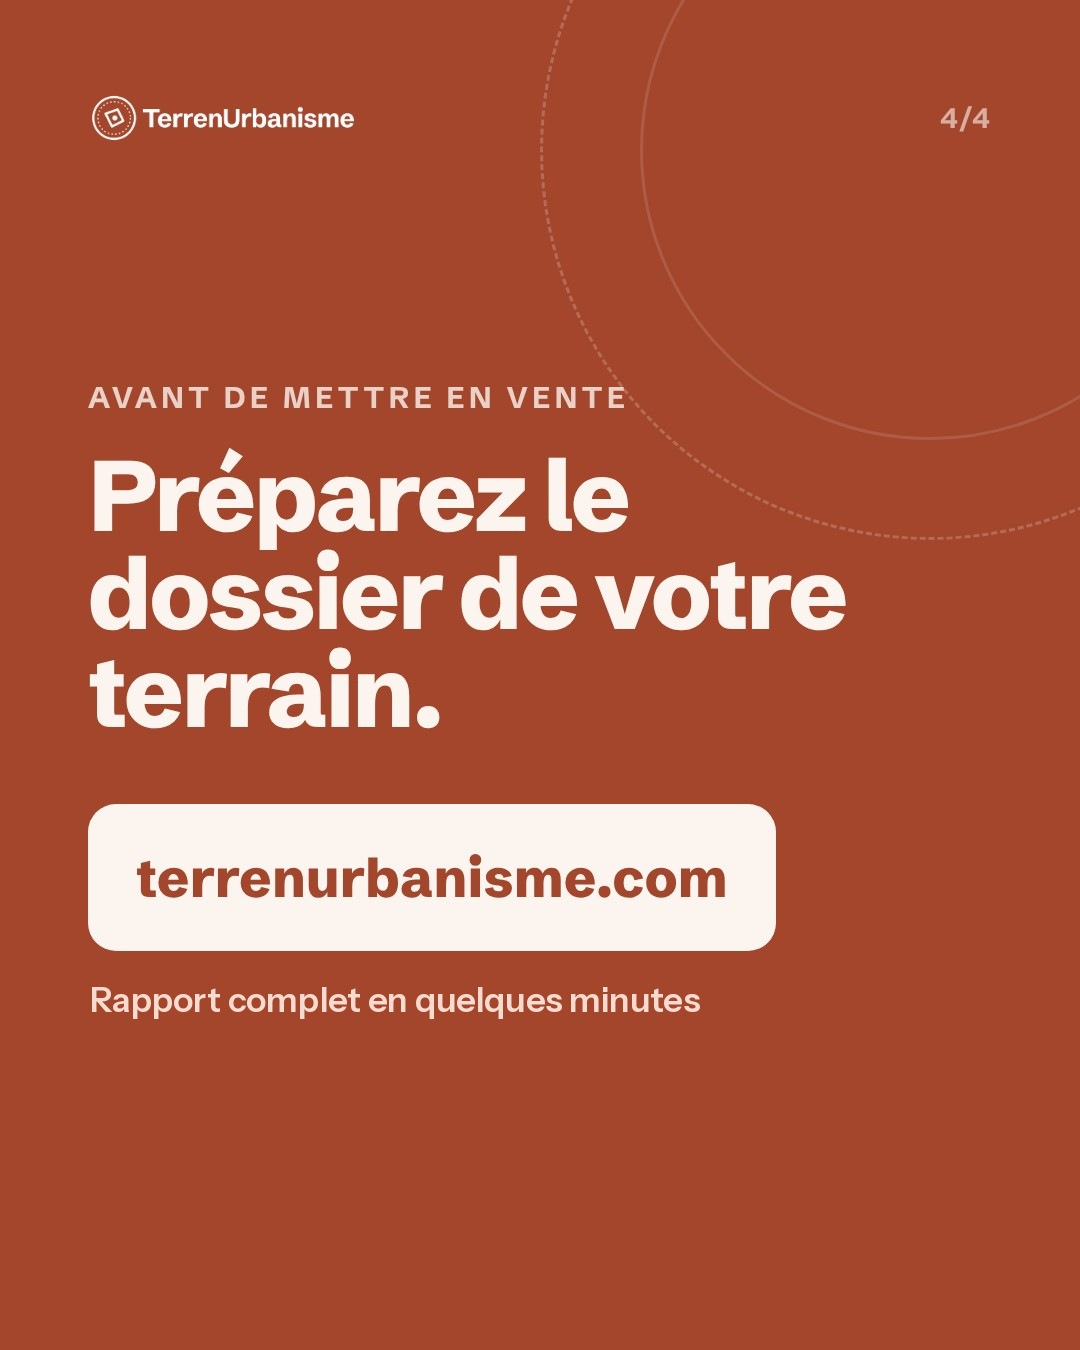 TerrenUrbanisme
4/4
AVANT DE METTRE EN VENTE
Préparez le
dossier de votre
terrain.
terrenurbanisme.com
Rapport complet en quelques minutes